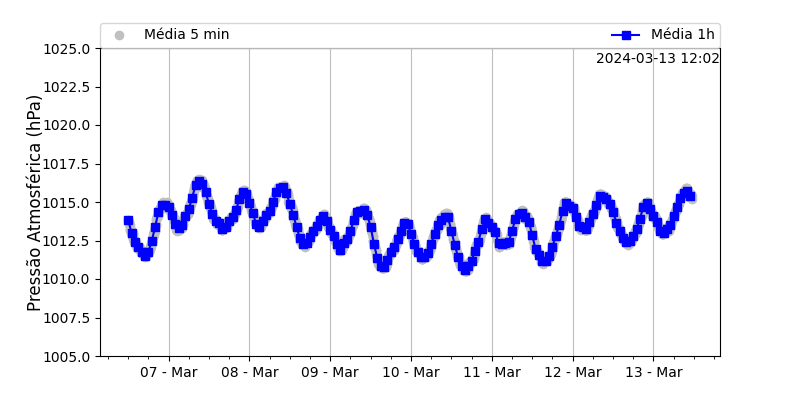 Média 5 min
Média 1h
2024-03-13 12:02
Pressão Atmosférica (hPa)
1025.0
1022.5
1020.0
1017.5
1015.0
1012.5
1010.0
1007.5
1005.0
07 - Mar
08 - Mar
09 - Mar
10 - Mar
11 - Mar
12 - Mar
13 - Mar